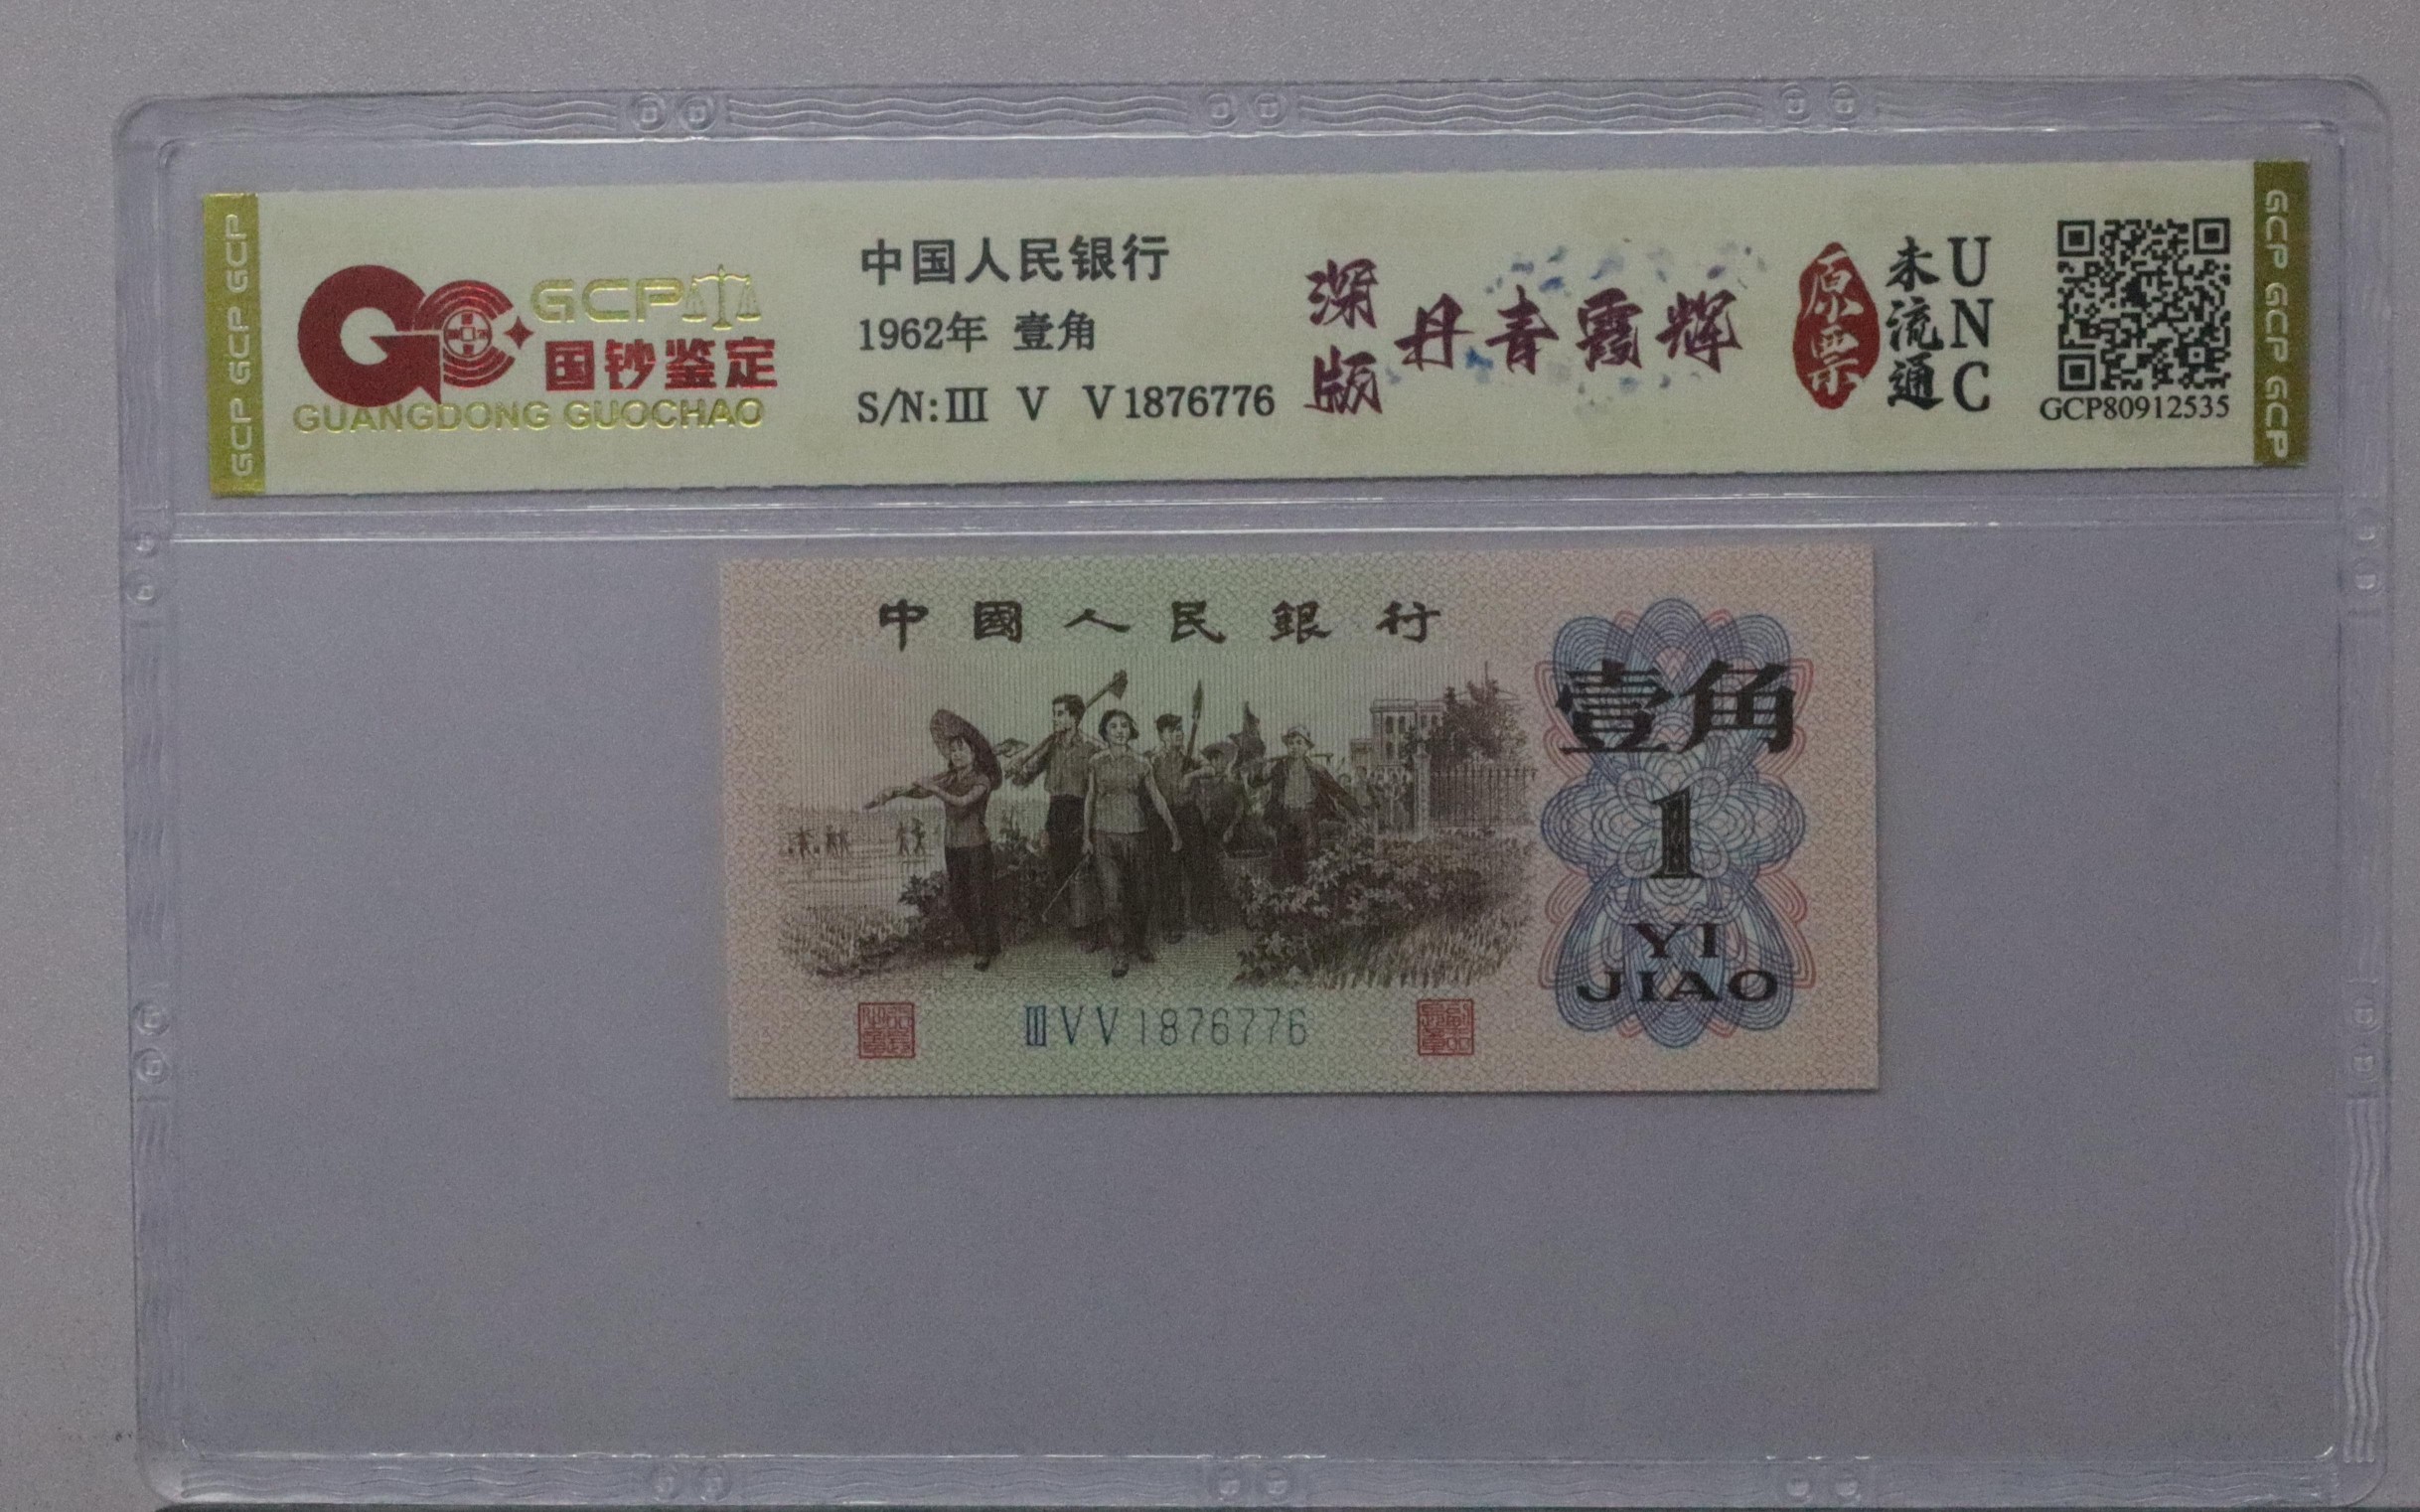 GCP GCP GCP
GCP
国钞鉴定
GUANGDONG GUOCHAO
中国人民银行
1962年 壹角
S/N:Ⅲ V V1876776
深版
丹青霞辉
原票
未流通
UNC
GCP80912535
GCP GCP GCP
中國人民銀行
壹角
1
YI
JIAO
ⅢVV1876776